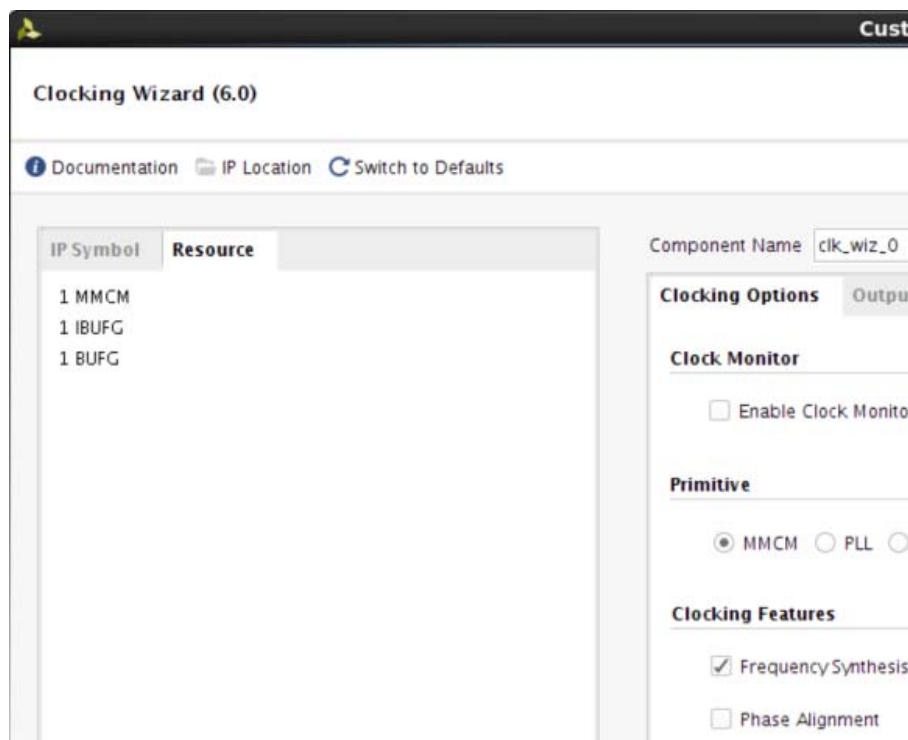 Cust
Clocking Wizard (6.0)
Documentation IP Location Switch to Defaults
IP Symbol Resource
1 MMCM
1 IBUFG
1 BUFG
Component Name clk_wiz_0
Clocking Options Outpu
Clock Monitor
Enable Clock Monito
Primitive
MMCM PLL
Clocking Features
Frequency Synthesis
Phase Alignment